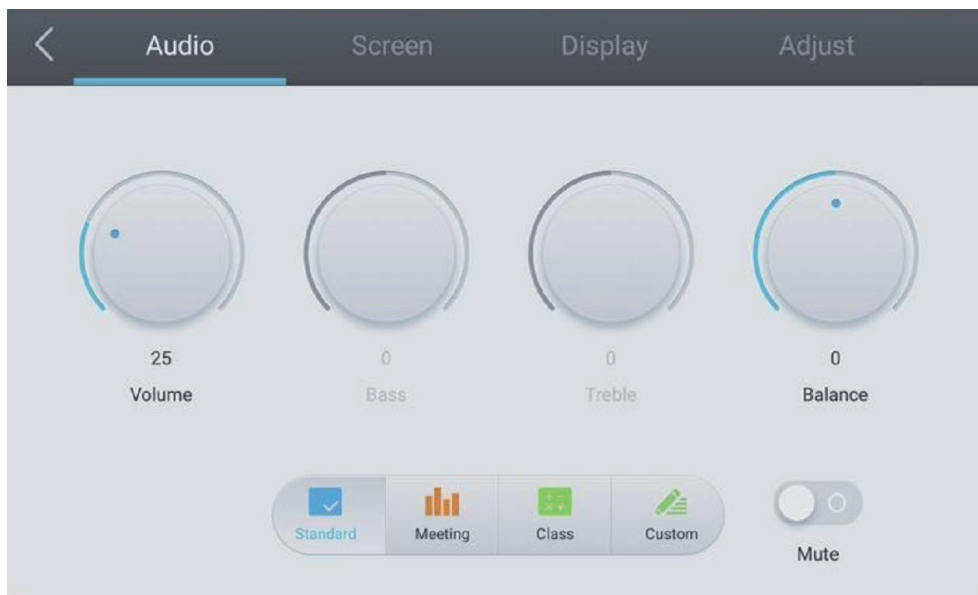 Audio Screen Display Adjust
25 0 0 0
Volume Bass Treble Balance
Standard Meeting Class Custom
Mute